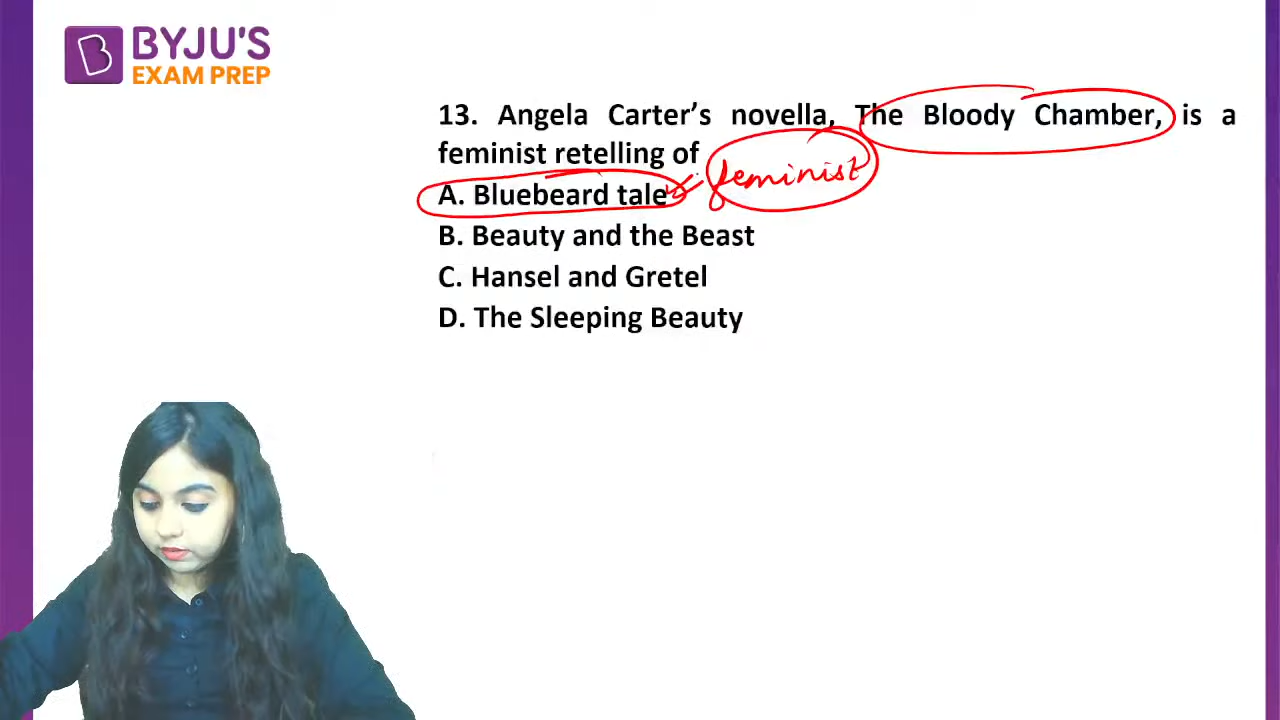 BYJU'S
EXAM PREP
13. Angela Carter’s novella, The Bloody Chamber, is a
feminist retelling of
feminist
A. Bluebeard tale
B. Beauty and the Beast
C. Hansel and Gretel
D. The Sleeping Beauty